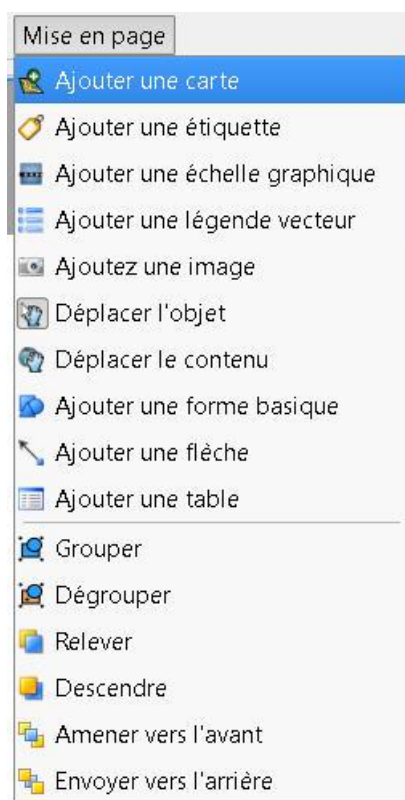 Mise en page
Ajouter une carte
Ajouter une étiquette
Ajouter une échelle graphique
Ajouter une légende vecteur
Ajoutez une image
Déplacer l'objet
Déplacer le contenu
Ajouter une forme basique
Ajouter une flèche
Ajouter une table
Grouper
Dégrouper
Relever
Descendre
Amener vers l'avant
Envoyer vers l'arrière